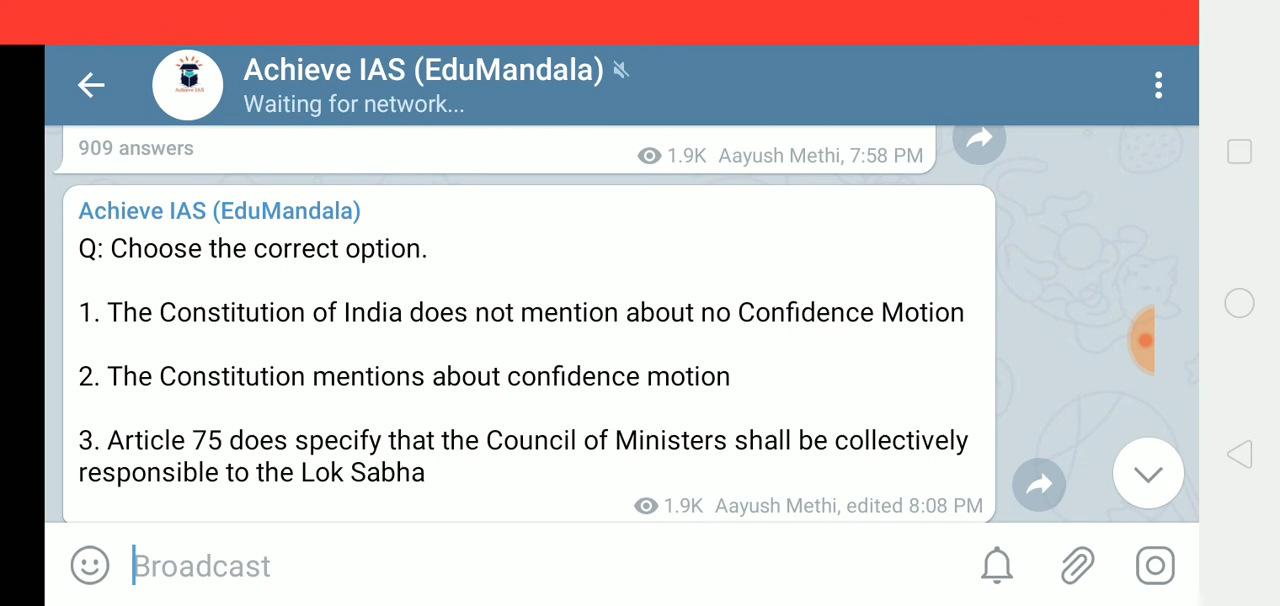 Achieve IAS (EduMandala)
Waiting for network...
909 answers
1.9K Aayush Methi, 7:58 PM
Achieve IAS (EduMandala)
Q: Choose the correct option.
1. The Constitution of India does not mention about no Confidence Motion
2. The Constitution mentions about confidence motion
3. Article 75 does specify that the Council of Ministers shall be collectively
responsible to the Lok Sabha
1.9K Aayush Methi, edited 8:08 PM
Broadcast